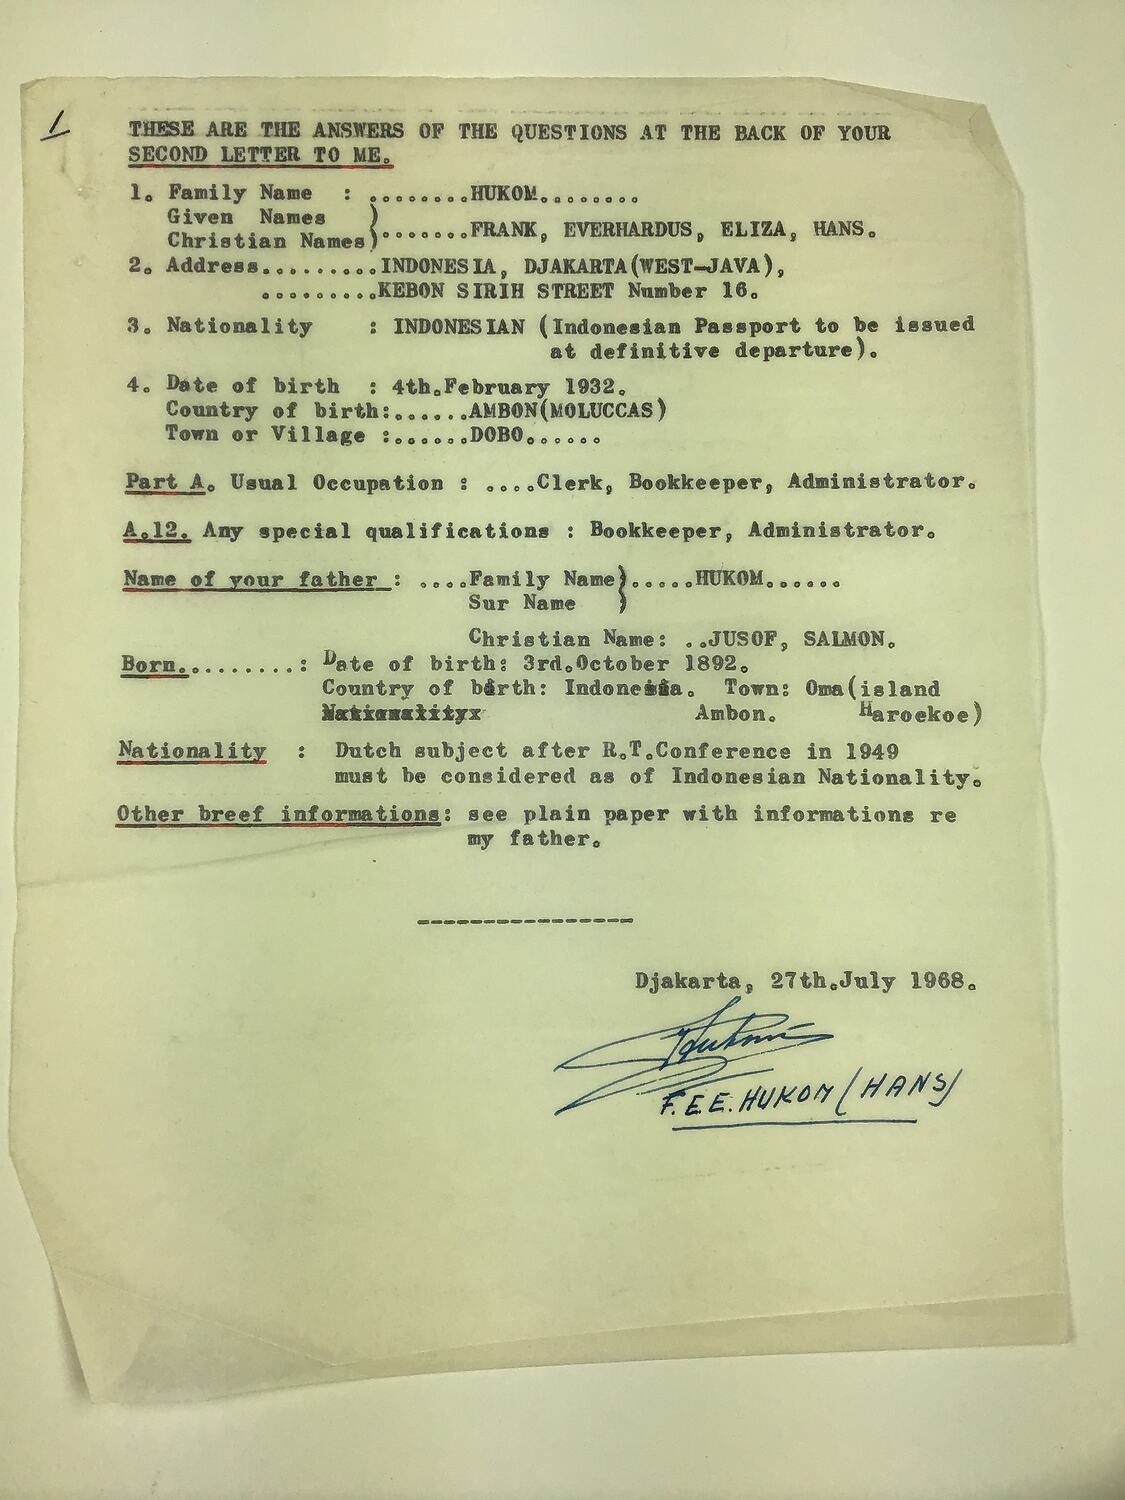 1
THESE ARE THE ANSWERS OF THE QUESTIONS AT THE BACK OF YOUR
SECOND LETTER TO ME.
1. Family Name : ........HUKOM........
Given Names )
Christian Names).......FRANK, EVERHARDUS, ELIZA, HANS.
2. Address.........INDONESIA, DJAKARTA(WEST-JAVA),
.........KEBON SIRIH STREET Number 16.
3. Nationality : INDONESIAN (Indonesian Passport to be issued
at definitive departure).
4. Date of birth : 4th.February 1932.
Country of birth:......AMBON(MOLUCCAS)
Town or Village :......DOBO......
Part A. Usual Occupation : ....Clerk, Bookkeeper, Administrator.
A.12. Any special qualifications : Bookkeeper, Administrator.
Name of your father : ....Family Name).....HUKOM......
Sur Name )
Christian Name: ..JUSOF, SALMON.
Born.........: Date of birth: 3rd.October 1892.
Country of birth: Indonesia. Town: Oma(island
Nationality Ambon. Haroekoe)
Nationality : Dutch subject after R.T.Conference in 1949
must be considered as of Indonesian Nationality.
Other breef informations: see plain paper with informations re
my father.
----------------
Djakarta, 27th.July 1968.
Hukom
F.E.E. HUKOM (HANS)